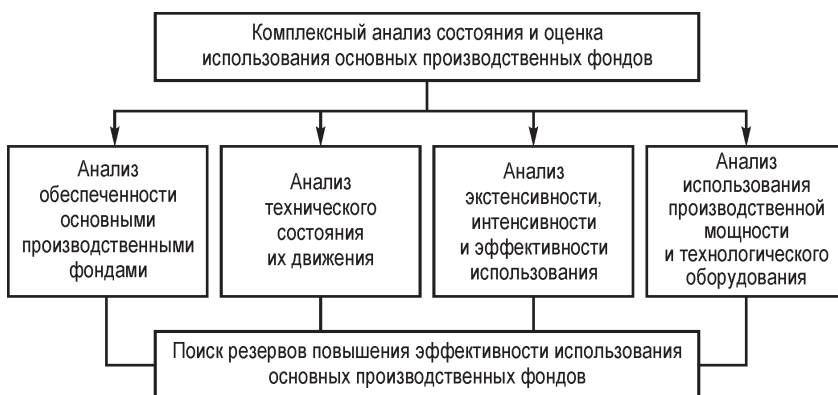 Комплексный анализ состояния и оценка
использования основных производственных фондов
Анализ
обеспеченности
основными
производственными
фондами
Анализ
технического
состояния
их движения
Анализ
экстенсивности,
интенсивности
и эффективности
использования
Анализ
использования
производственной
мощности
и технологического
оборудования
Поиск резервов повышения эффективности использования
основных производственных фондов